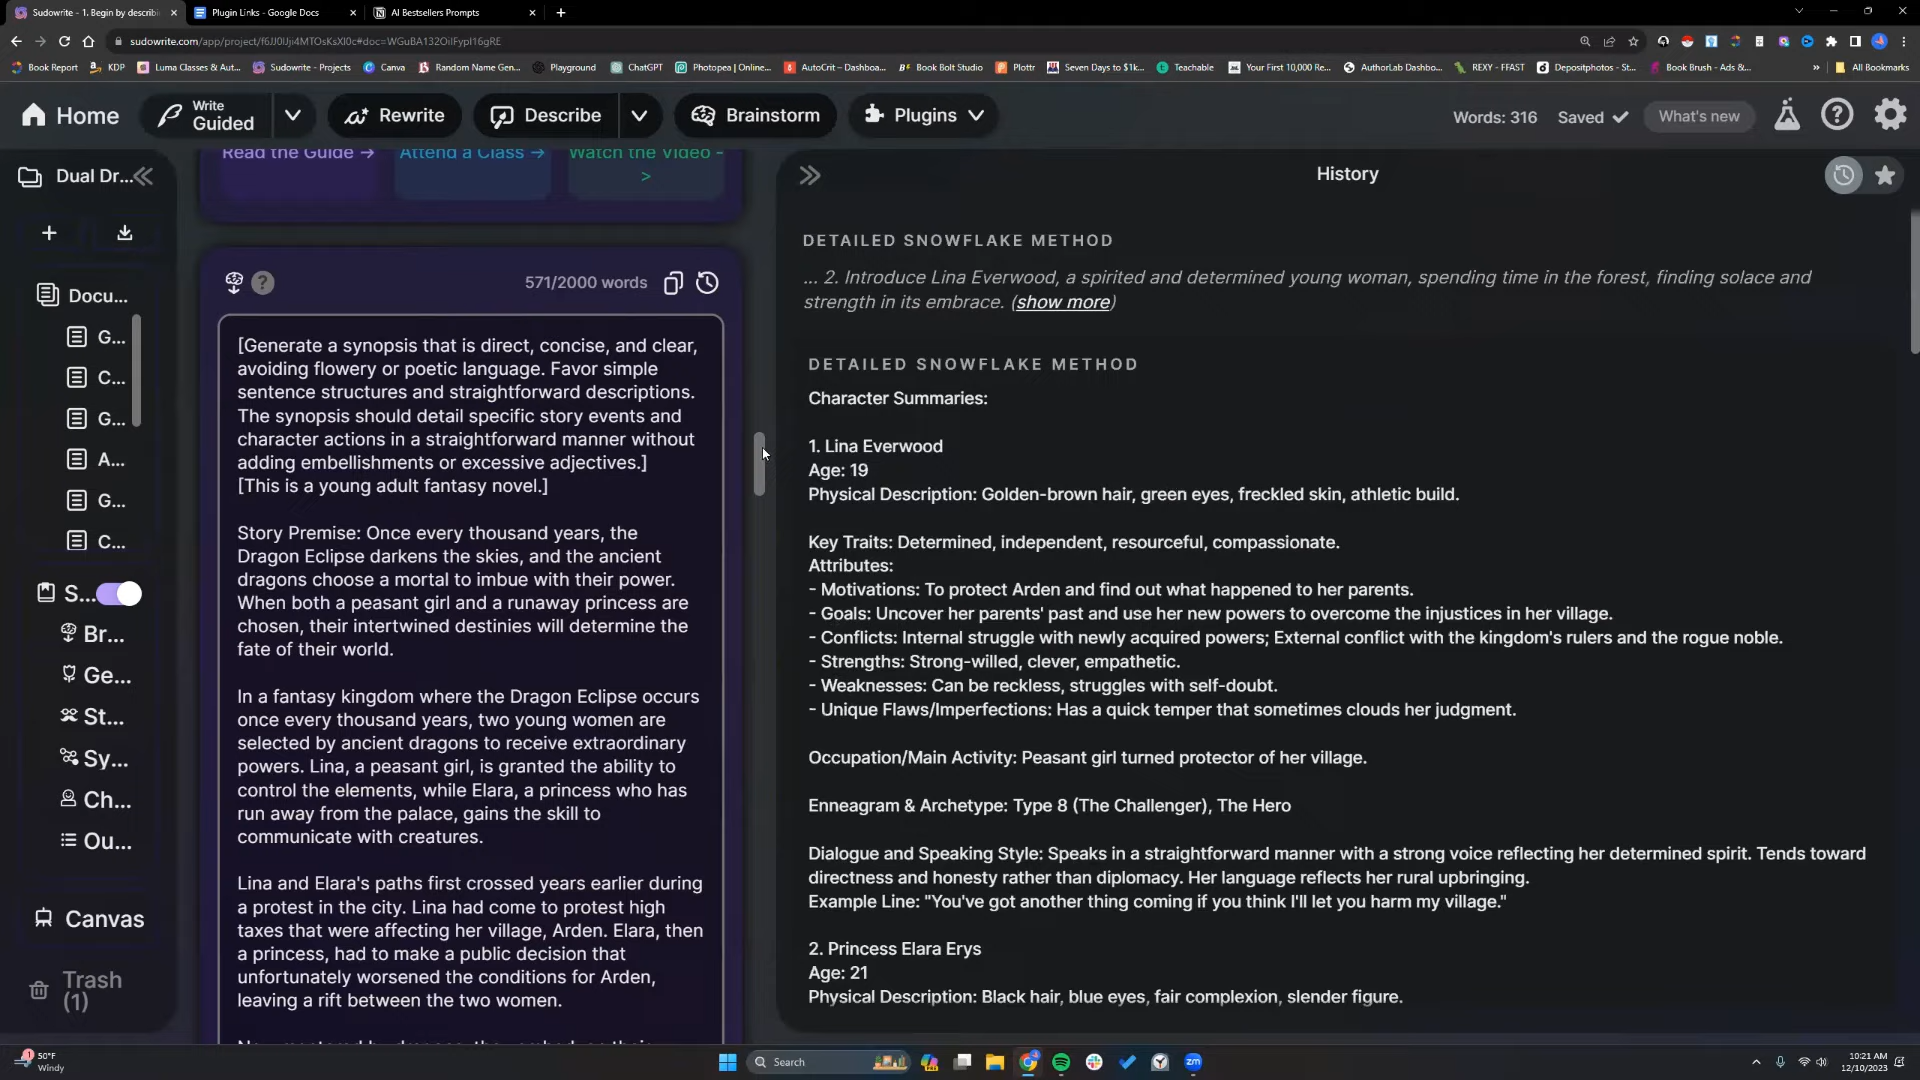 Sudowrite - 1. Begin by describi
Plugin Links - Google Docs
AI Bestsellers Prompts
sudowrite.com/app/project/
Book Report
KDP
Luma Classes & Aut...
Sudowrite - Projects
Canva
Random Name Gen...
Playground
ChatGPT
Photopea | Online...
AutoCrit – Dashboa...
Book Bolt Studio
Plottr
Seven Days to $1k...
Teachable
Your First 10,000 Re...
AuthorLab Dashbo...
REXY - FFAST
Depositphotos - St...
Book Brush - Ads &...
All Bookmarks
Home
Write
Guided
Rewrite
Describe
Brainstorm
Plugins
Words: 316
Saved
What's new
Dual Dr...
Docu...
G...
C...
G...
A...
G...
C...
S...
Br...
Ge...
St...
Sy...
Ch...
Ou...
Canvas
Trash
(1)
Read the Guide →
Attend a Class →
Watch the Video -
>
571/2000 words
[Generate a synopsis that is direct, concise, and clear,
avoiding flowery or poetic language. Favor simple
sentence structures and straightforward descriptions.
The synopsis should detail specific story events and
character actions in a straightforward manner without
adding embellishments or excessive adjectives.]
[This is a young adult fantasy novel.]
Story Premise: Once every thousand years, the
Dragon Eclipse darkens the skies, and the ancient
dragons choose a mortal to imbue with their power.
When both a peasant girl and a runaway princess are
chosen, their intertwined destinies will determine the
fate of their world.
In a fantasy kingdom where the Dragon Eclipse occurs
once every thousand years, two young women are
selected by ancient dragons to receive extraordinary
powers. Lina, a peasant girl, is granted the ability to
control the elements, while Elara, a princess who has
run away from the palace, gains the skill to
communicate with creatures.
Lina and Elara's paths first crossed years earlier during
a protest in the city. Lina had come to protest high
taxes that were affecting her village, Arden. Elara, then
a princess, had to make a public decision that
unfortunately worsened the conditions for Arden,
leaving a rift between the two women.
History
DETAILED SNOWFLAKE METHOD
... 2. Introduce Lina Everwood, a spirited and determined young woman, spending time in the forest, finding solace and
strength in its embrace. (show more)
DETAILED SNOWFLAKE METHOD
Character Summaries:
1. Lina Everwood
Age: 19
Physical Description: Golden-brown hair, green eyes, freckled skin, athletic build.
Key Traits: Determined, independent, resourceful, compassionate.
Attributes:
- Motivations: To protect Arden and find out what happened to her parents.
- Goals: Uncover her parents' past and use her new powers to overcome the injustices in her village.
- Conflicts: Internal struggle with newly acquired powers; External conflict with the kingdom's rulers and the rogue noble.
- Strengths: Strong-willed, clever, empathetic.
- Weaknesses: Can be reckless, struggles with self-doubt.
- Unique Flaws/Imperfections: Has a quick temper that sometimes clouds her judgment.
Occupation/Main Activity: Peasant girl turned protector of her village.
Enneagram & Archetype: Type 8 (The Challenger), The Hero
Dialogue and Speaking Style: Speaks in a straightforward manner with a strong voice reflecting her determined spirit. Tends toward
directness and honesty rather than diplomacy. Her language reflects her rural upbringing.
Example Line: "You've got another thing coming if you think I'll let you harm my village."
2. Princess Elara Erys
Age: 21
Physical Description: Black hair, blue eyes, fair complexion, slender figure.
50°F
Windy
Search
10:21 AM
12/10/2023